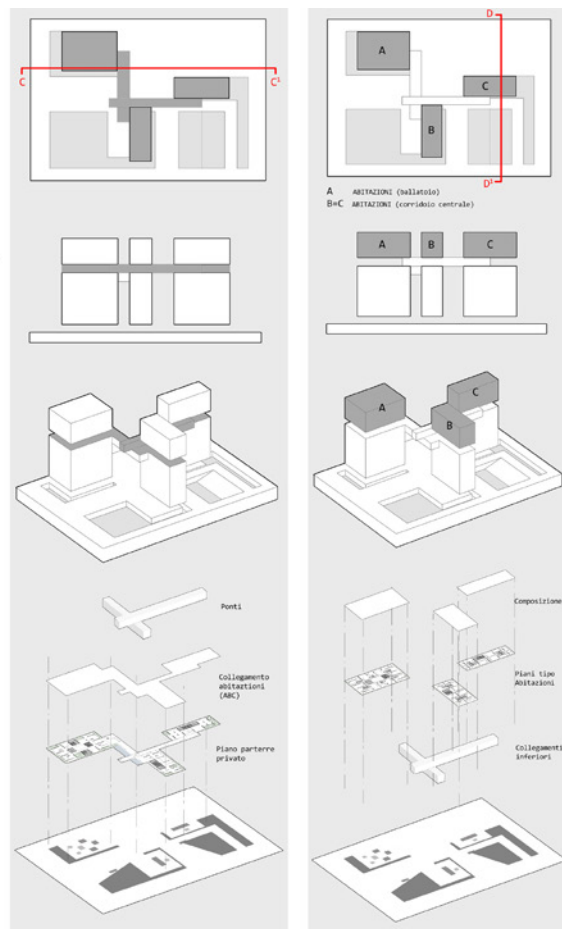 C
C¹
Ponti
Collegamento
abitaztioni
(ABC)
Piano parterre
privato
D
A
C
B
D¹
A ABITAZIONI (ballatoio)
B=C ABITAZIONI (corridoio centrale)
A
B
C
A
C
B
Composizione
Piani tipo
Abitazioni
Collegamenti
inferiori